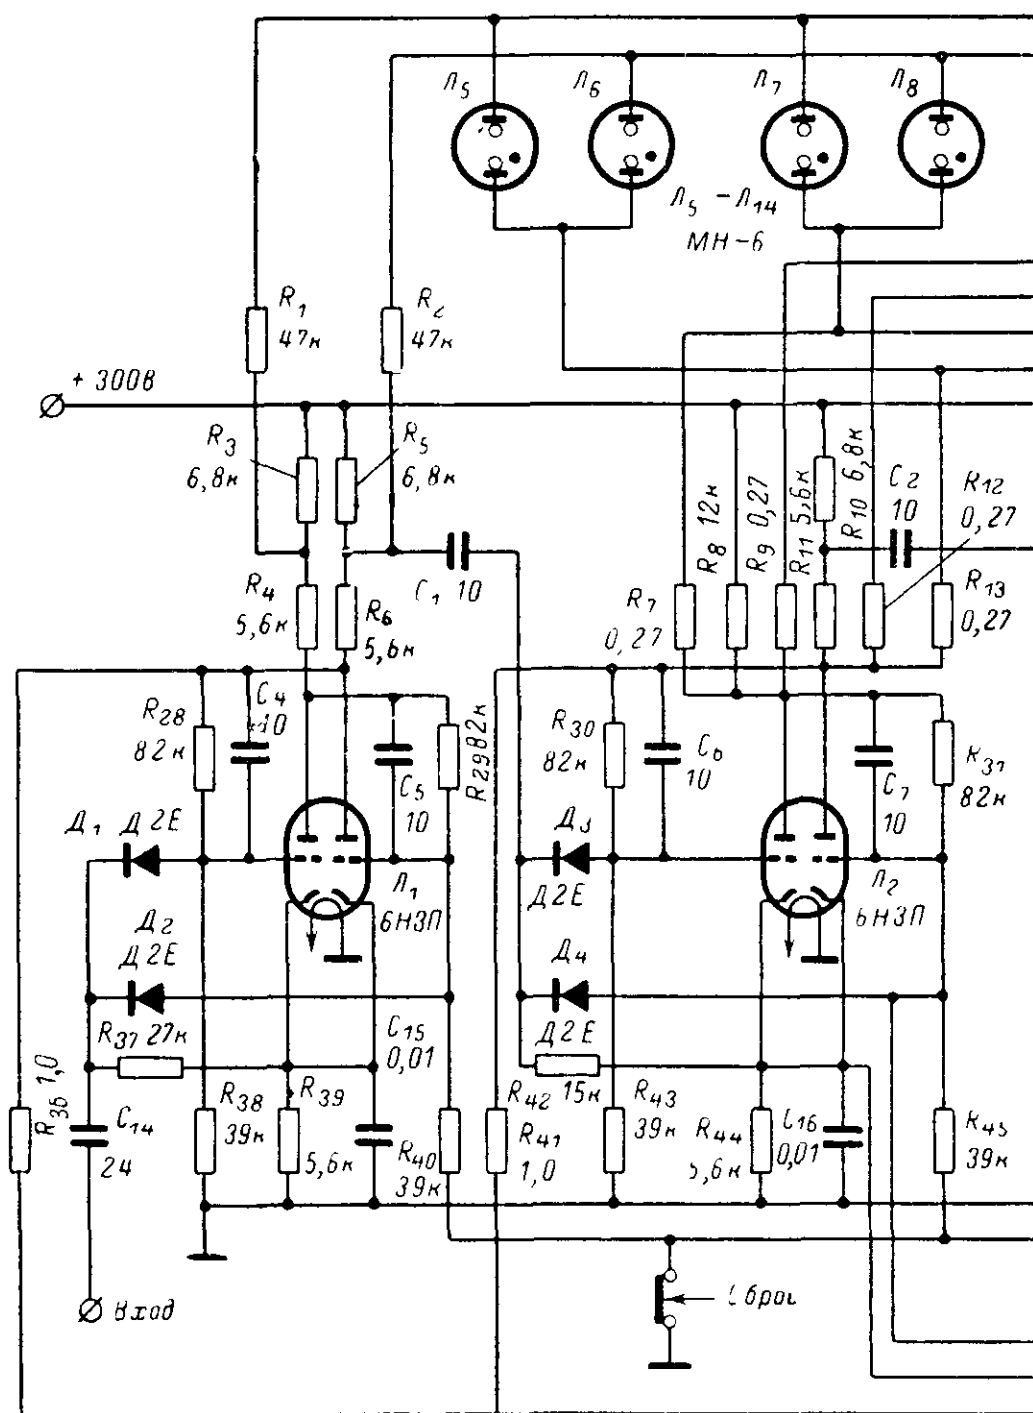 Л5
Л6
Л7
Л8
Л5 – Л14
МН-6
R1
47к
R2
47к
+ 300В
R3
6,8к
R5
6,8к
R4
5,6к
R6
5,6к
C1 10
R7
0,27
R8 12к
R9 0,27
R11 5,6к
R10 6,8к
C2
10
R12
0,27
R13
0,27
R28
82к
C4
10
C5
10
R29 82к
R30
82к
C6
10
C7
10
R31
82к
Д1 Д2Е
Д2
Д2Е
Л1
6Н3П
Д3
Д2Е
Д4
Д2Е
Л2
6Н3П
R37 27к
R36 1,0
C14
24
R38
39к
R39
5,6к
C15
0,01
R40
39к
R42
15к
R41
1,0
R43
39к
R44
5,6к
C16
0,01
R45
39к
Вход
Сброс